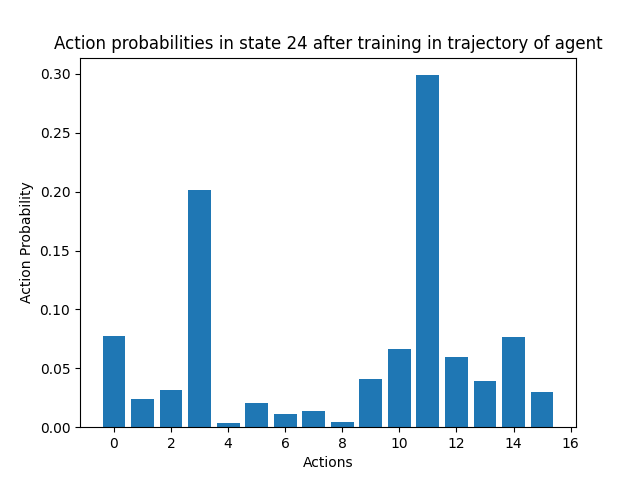 Action probabilities in state 24 after training in trajectory of agent
0.30
0.25
0.20
0.15
0.10
0.05
0.00
Action Probability
0 2 4 6 8 10 12 14 16
Actions